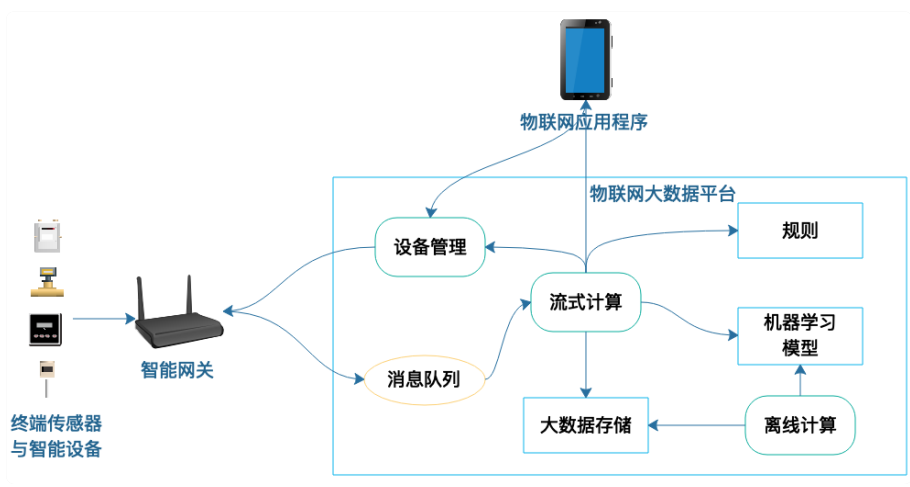 物联网应用程序
物联网大数据平台
规则
设备管理
流式计算
机器学习
模型
智能网关
消息队列
大数据存储
离线计算
终端传感器
与智能设备